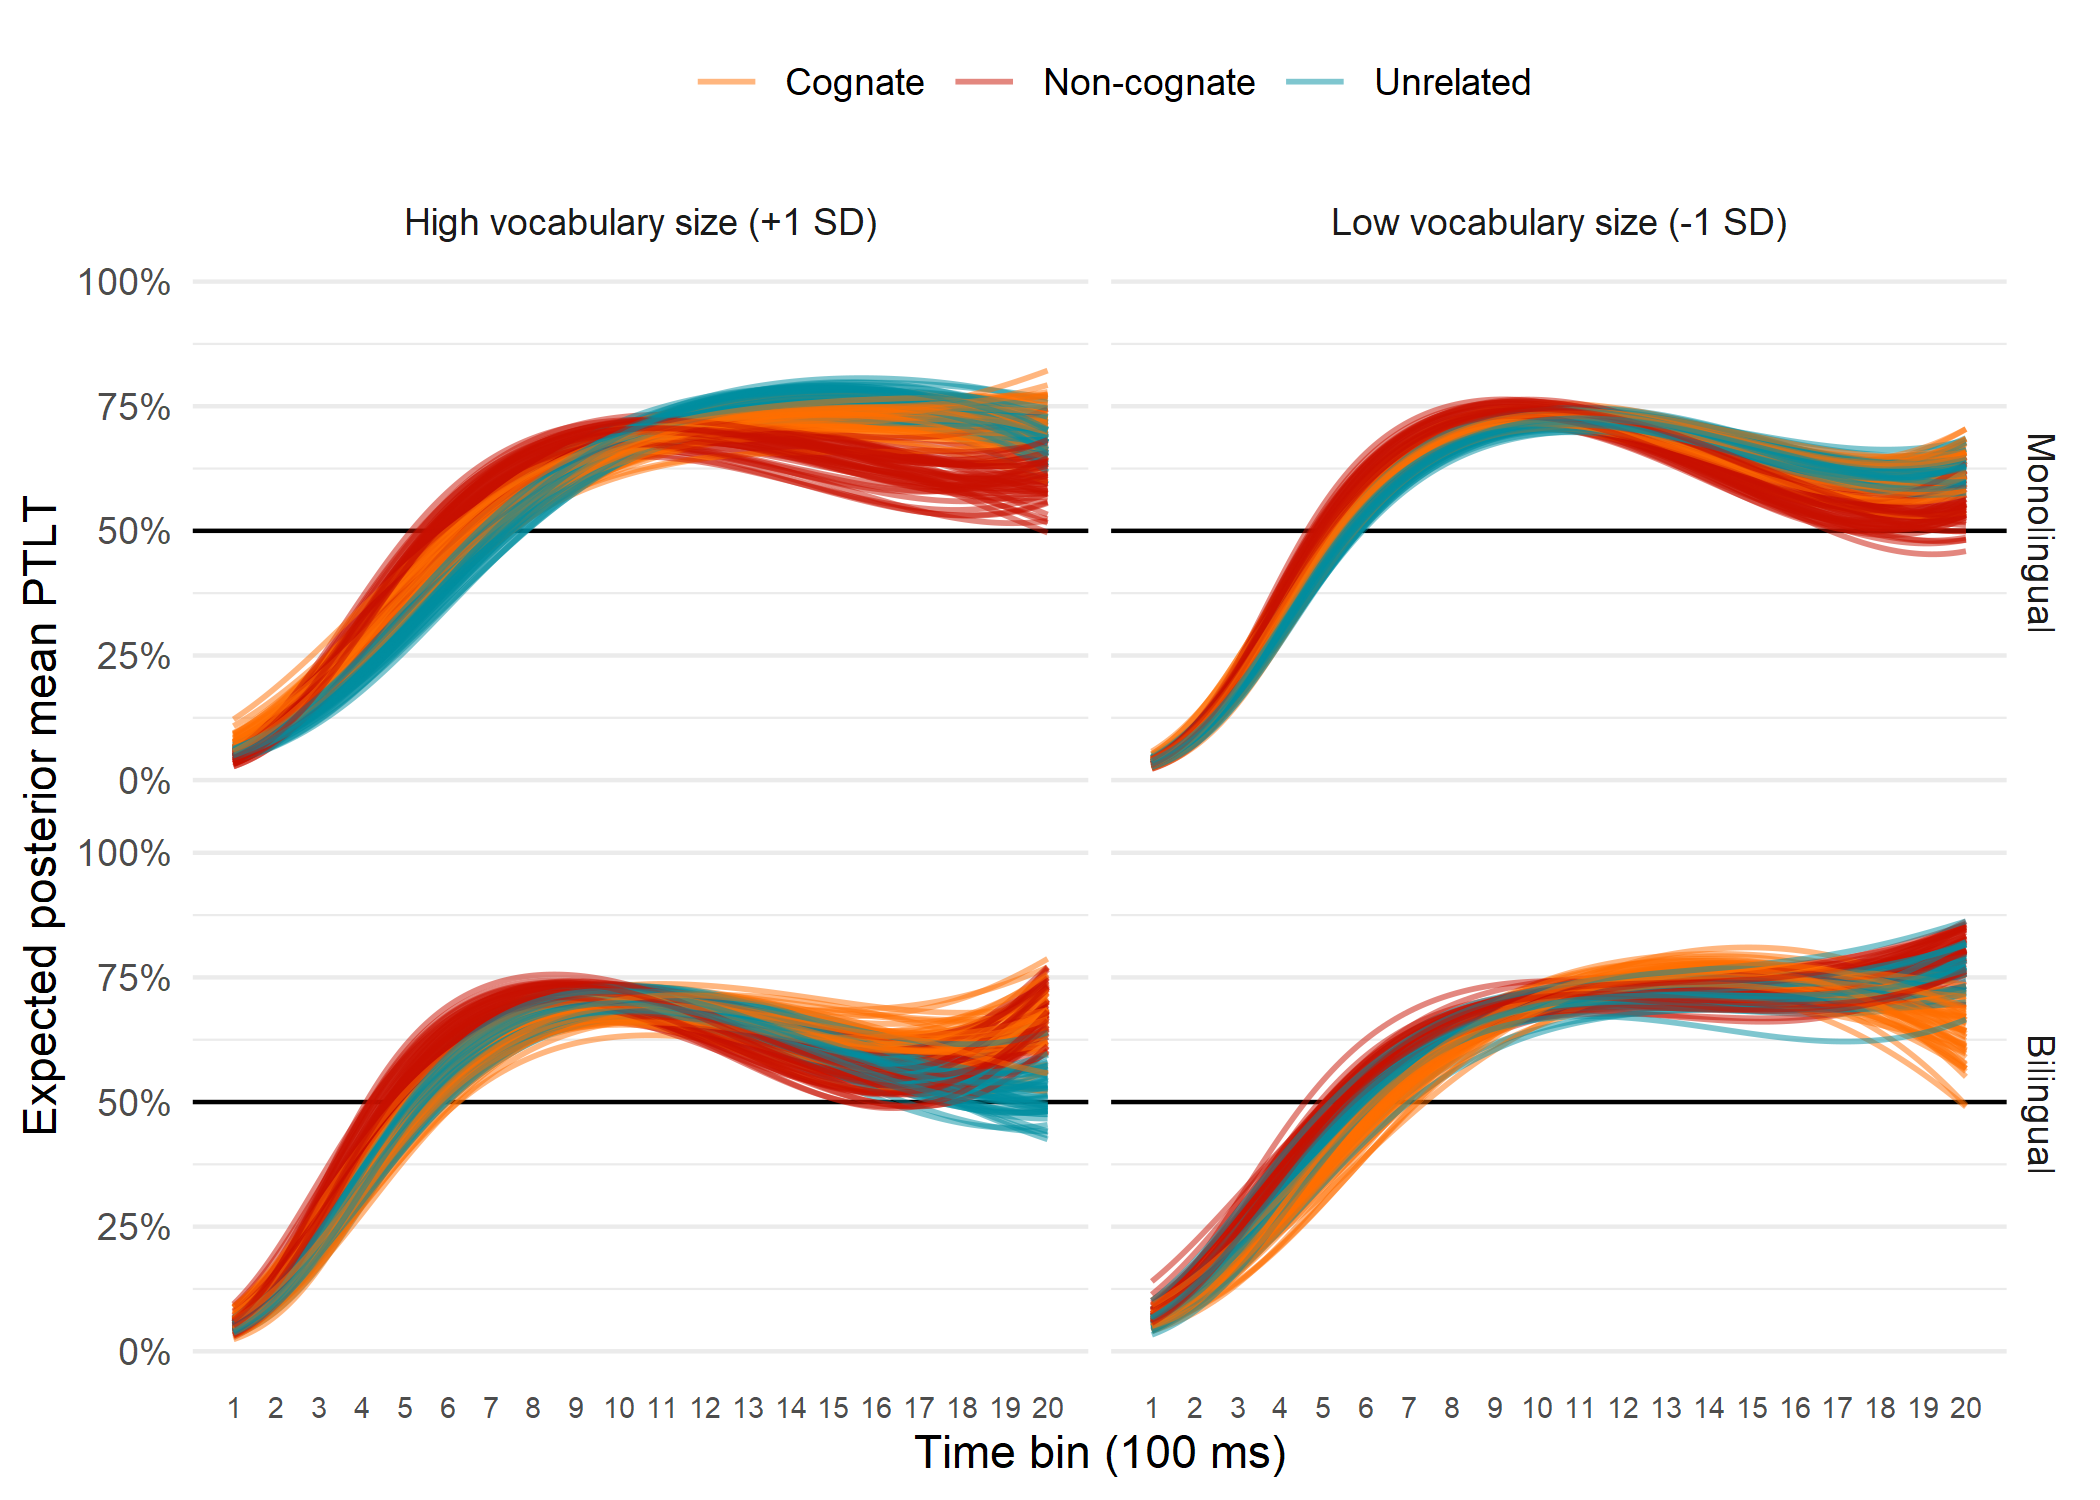 Cognate Non-cognate Unrelated
High vocabulary size (+1 SD) Low vocabulary size (-1 SD)
Expected posterior mean PTLT
100%
75%
50%
25%
0%
Monolingual
100%
75%
50%
25%
0%
Bilingual
1 2 3 4 5 6 7 8 9 10 11 12 13 14 15 16 17 18 19 20
1 2 3 4 5 6 7 8 9 10 11 12 13 14 15 16 17 18 19 20
Time bin (100 ms)